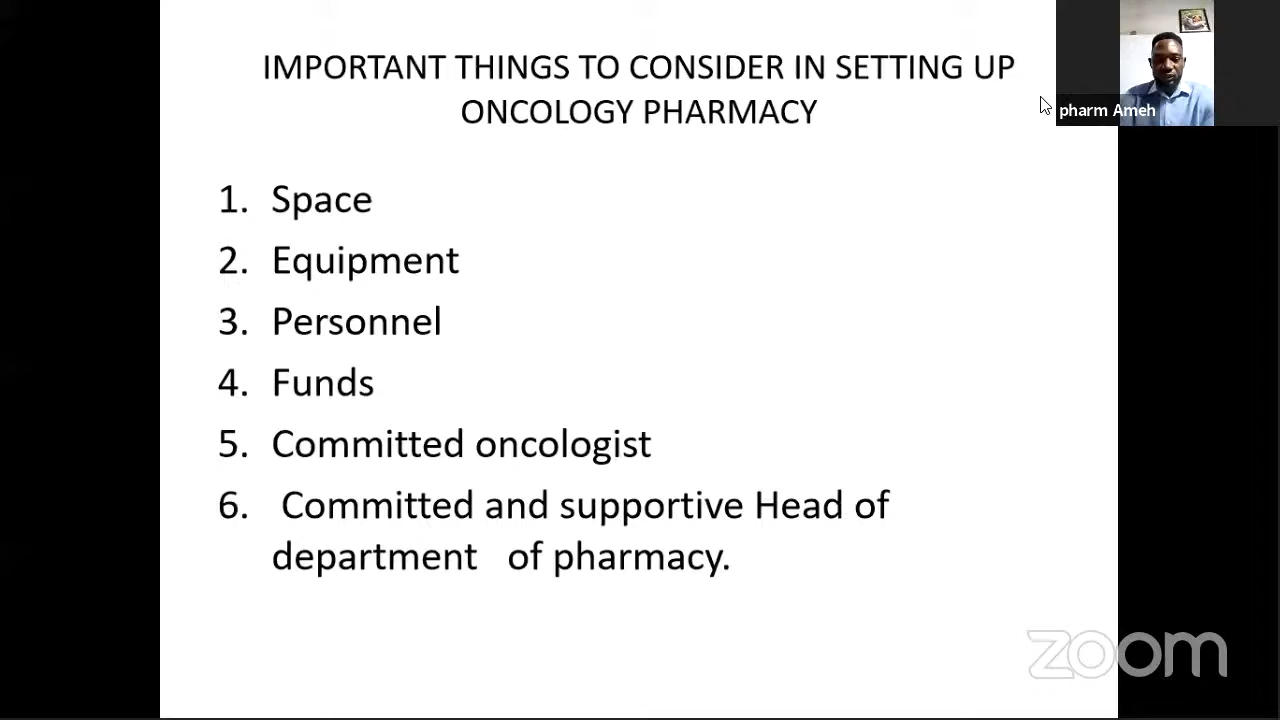 IMPORTANT THINGS TO CONSIDER IN SETTING UP
ONCOLOGY PHARMACY
pharm Ameh
1. Space
2. Equipment
3. Personnel
4. Funds
5. Committed oncologist
6. Committed and supportive Head of
department of pharmacy.
zoom